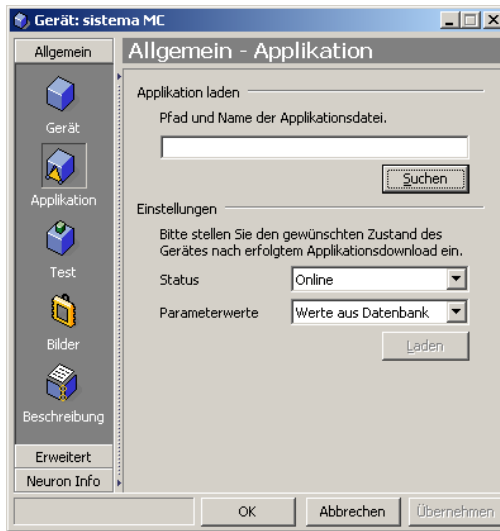 Gerät: sistema MC
Allgemein
Gerät
Applikation
Test
Bilder
Beschreibung
Erweitert
Neuron Info
Allgemein - Applikation
Applikation laden
Pfad und Name der Applikationsdatei.
Suchen
Einstellungen
Bitte stellen Sie den gewünschten Zustand des
Gerätes nach erfolgtem Applikationsdownload ein.
Status
Online
Parameterwerte
Werte aus Datenbank
Laden
OK
Abbrechen
Übernehmen